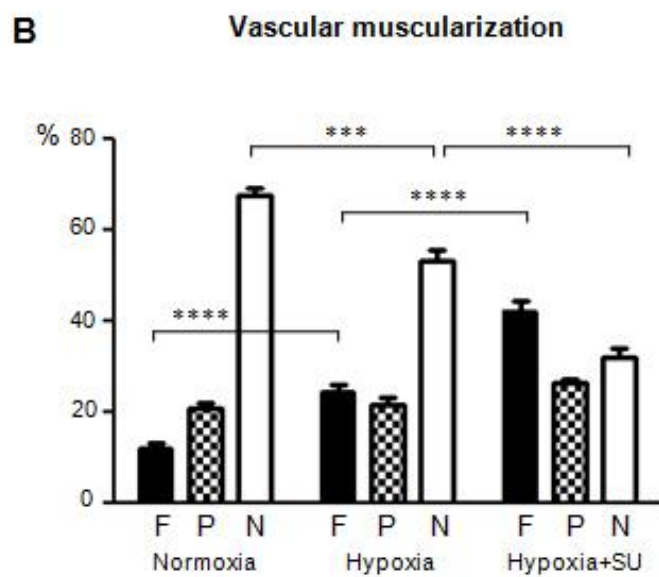 B Vascular muscularization
% 80
*** ****
****
60
40
****
20
0
F P N F P N F P N
Normoxia Hypoxia Hypoxia+SU